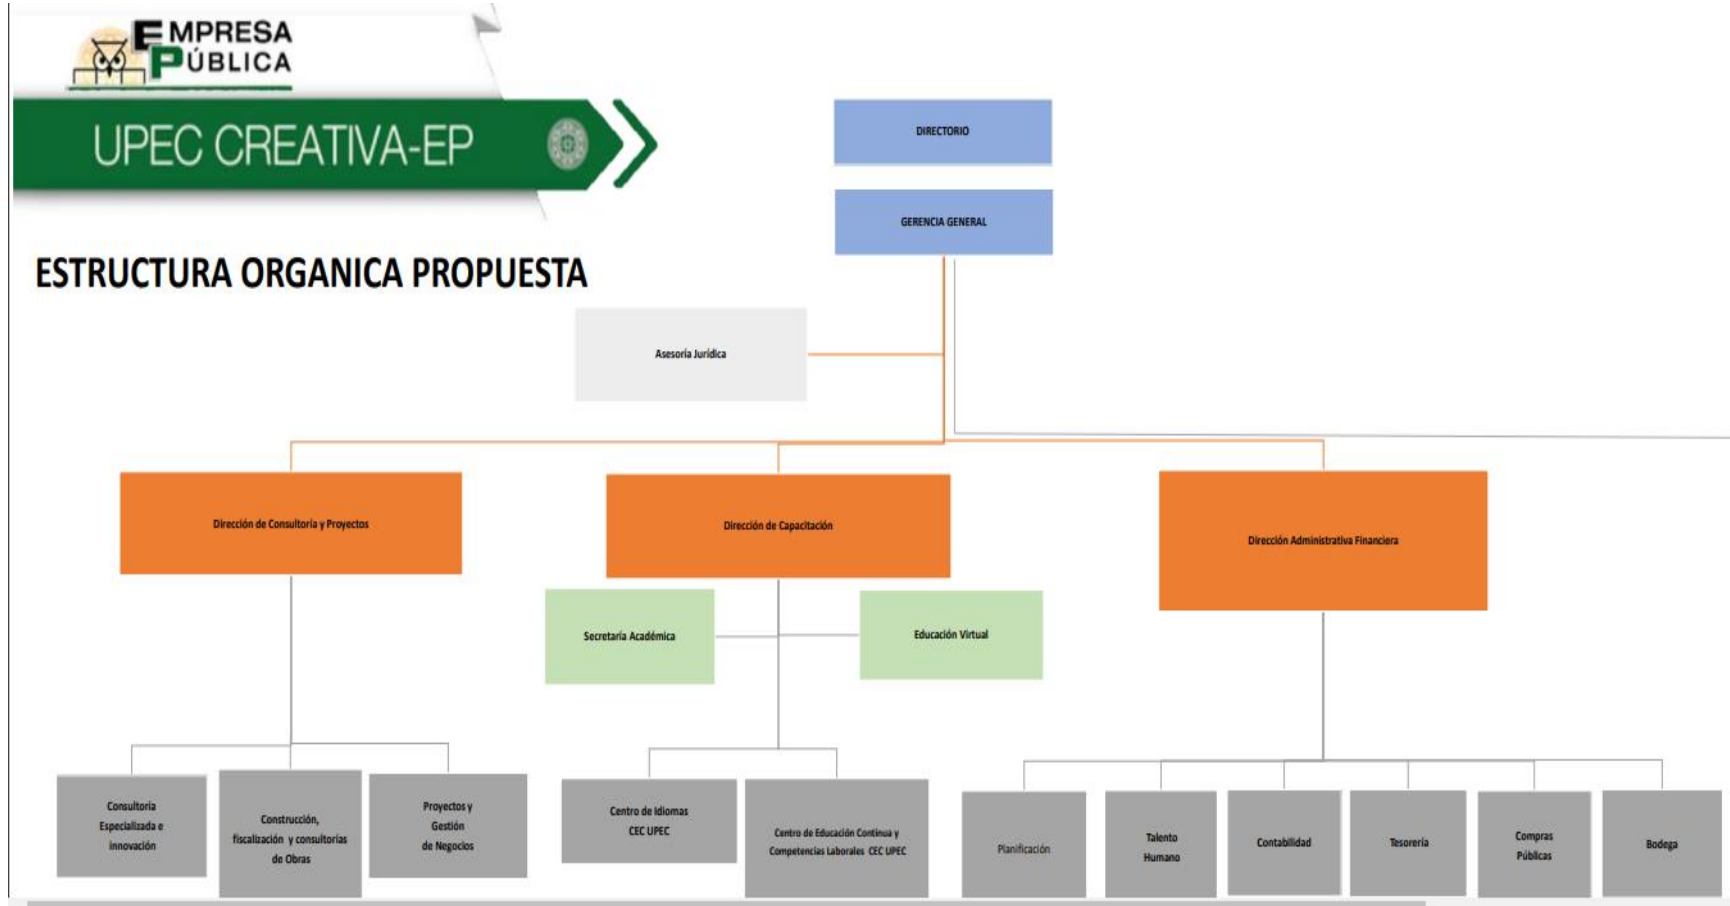 EMPRESA
PÚBLICA
UPEC CREATIVA-EP
ESTRUCTURA ORGANICA PROPUESTA
DIRECTORIO
GERENCIA GENERAL
Asesoría Jurídica
Dirección de Consultoría y Proyectos
Dirección de Capacitación
Dirección Administrativa Financiera
Secretaría Académica
Educación Virtual
Consultoría
Especializada e
innovación
Construcción,
fiscalización y consultorías
de Obras
Proyectos y
Gestión
de Negocios
Centro de Idiomas
CEC UPEC
Centro de Educación Continua y
Competencias Laborales CEC UPEC
Planificación
Talento
Humano
Contabilidad
Tesorería
Compras
Públicas
Bodega